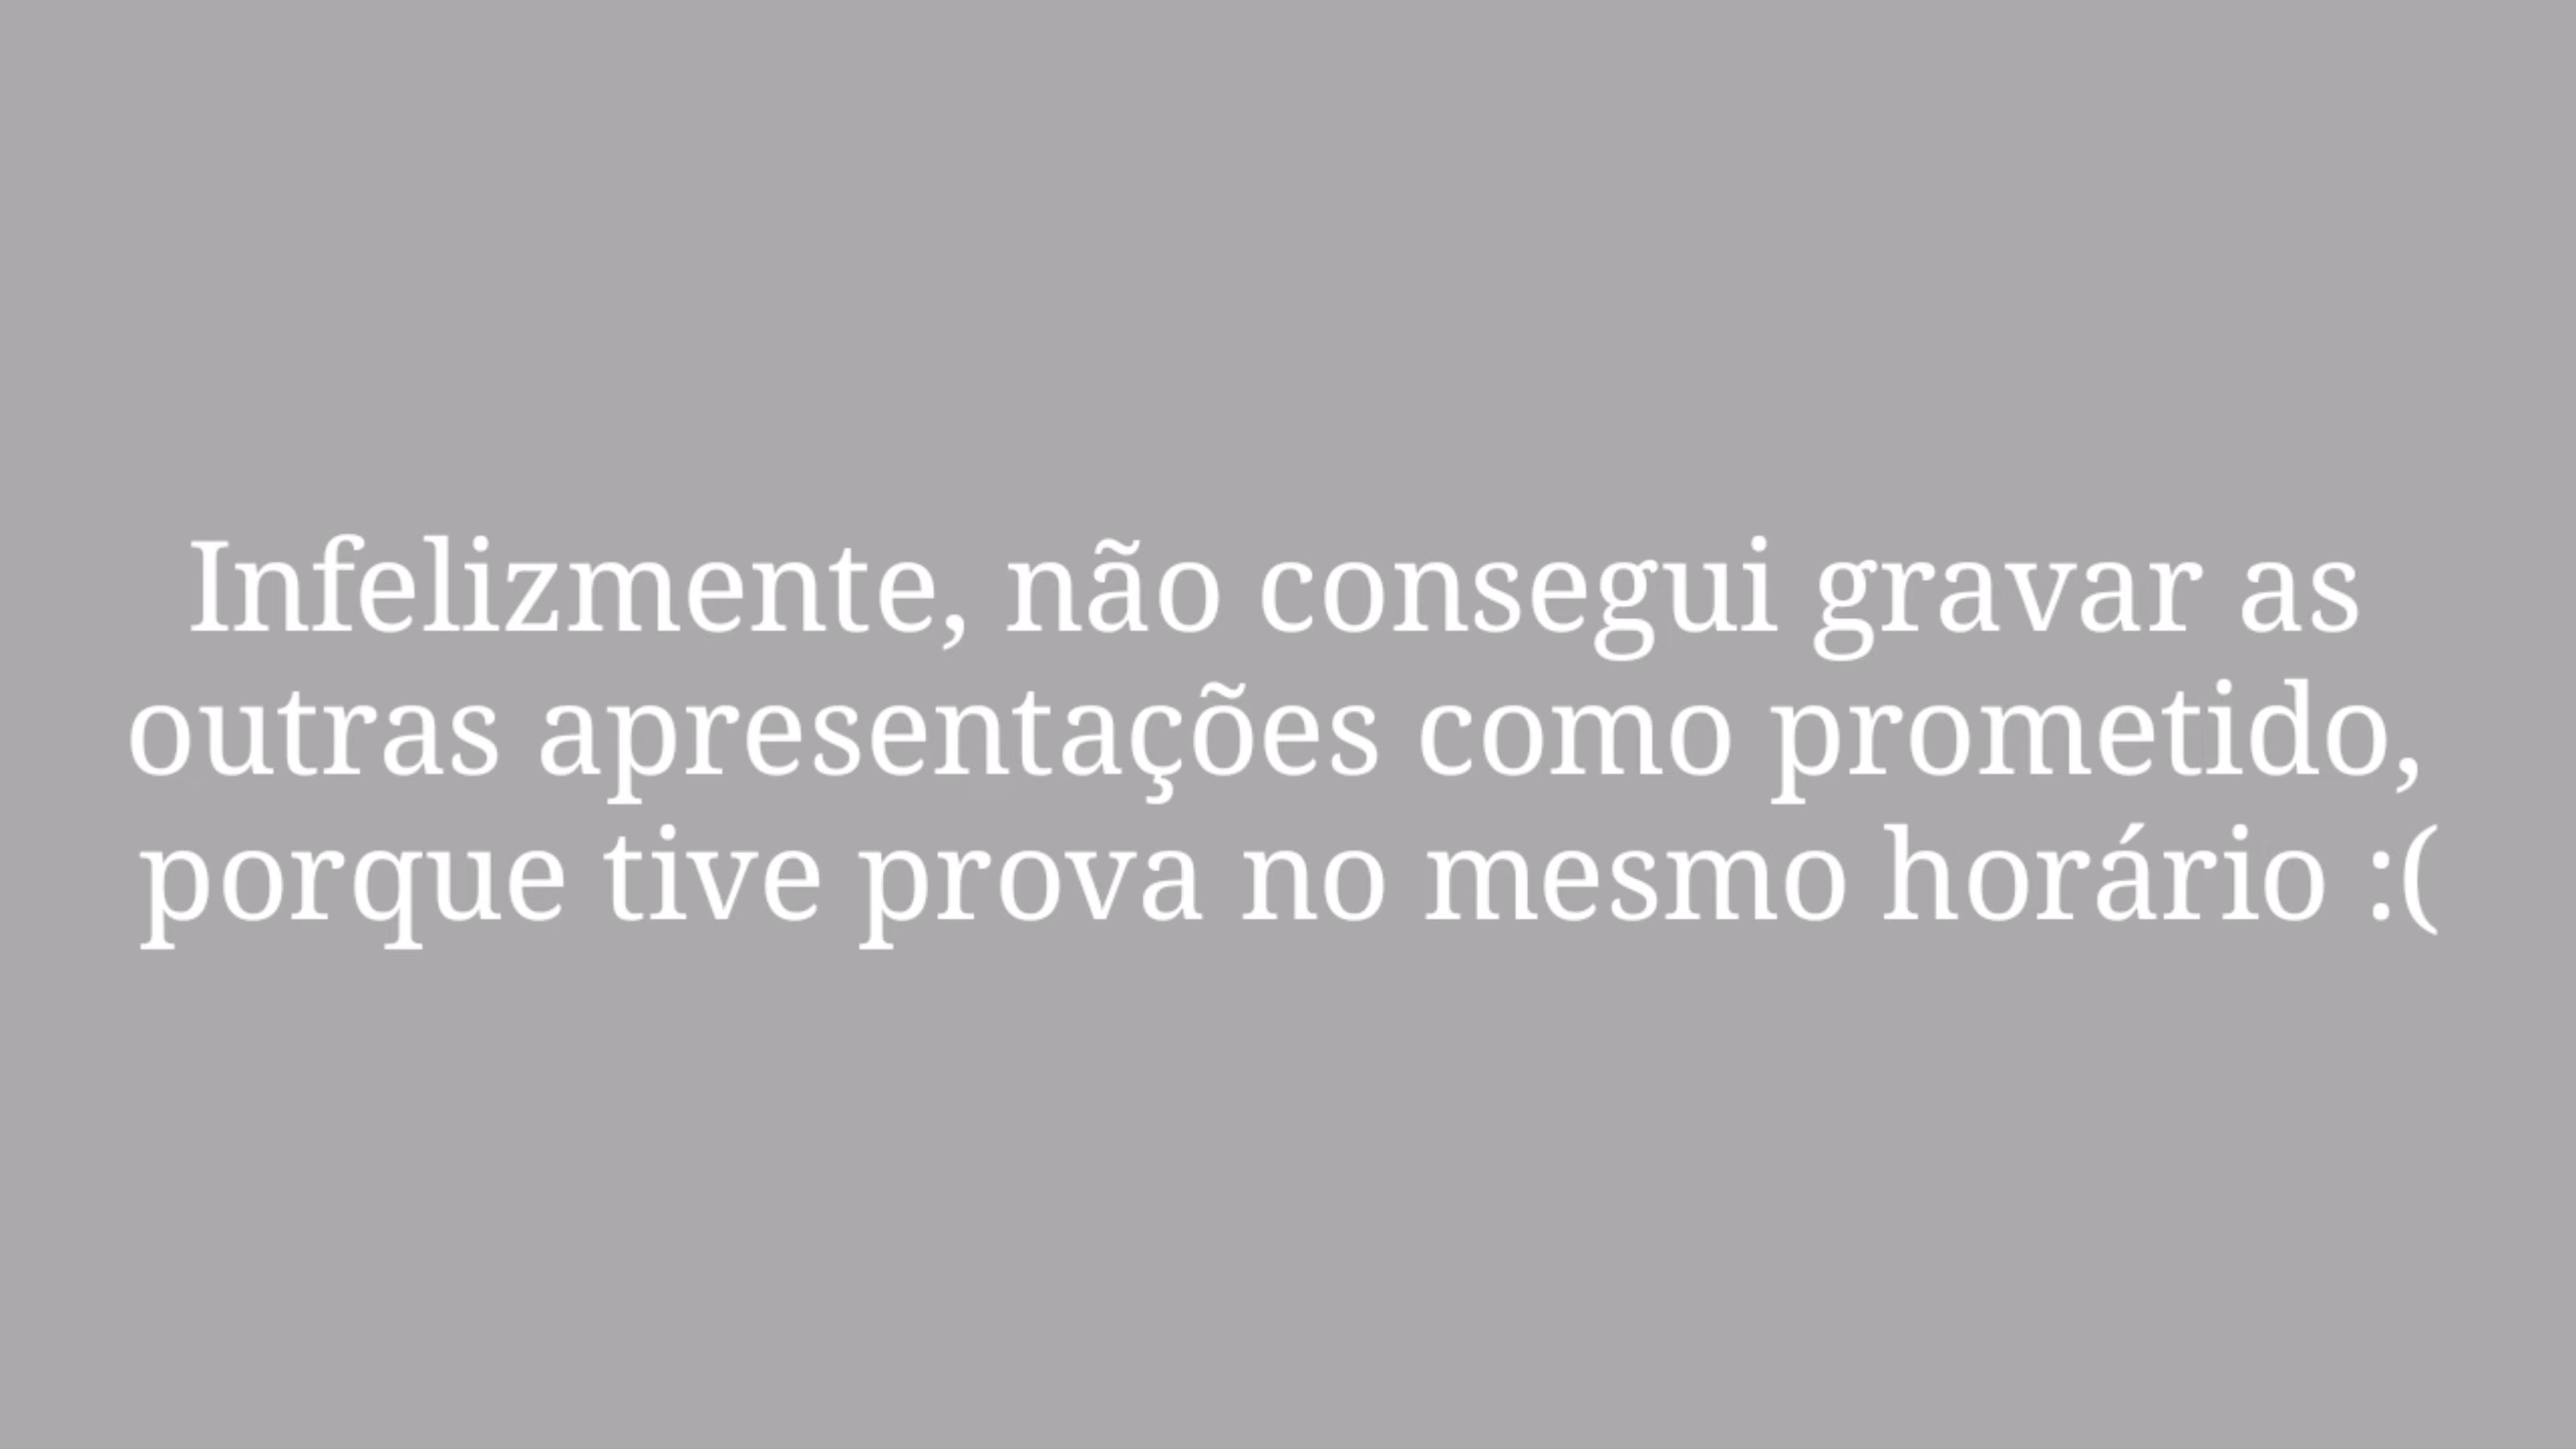 Infelizmente, não consegui gravar as
outras apresentações como prometido,
porque tive prova no mesmo horário :(